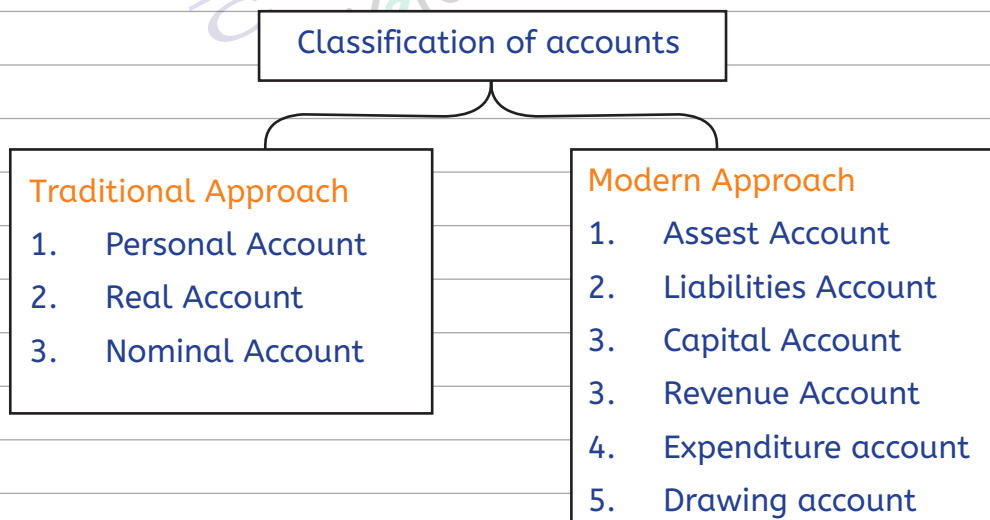 Classification of accounts
Traditional Approach
1. Personal Account
2. Real Account
3. Nominal Account
Modern Approach
1. Assest Account
2. Liabilities Account
3. Capital Account
3. Revenue Account
4. Expenditure account
5. Drawing account